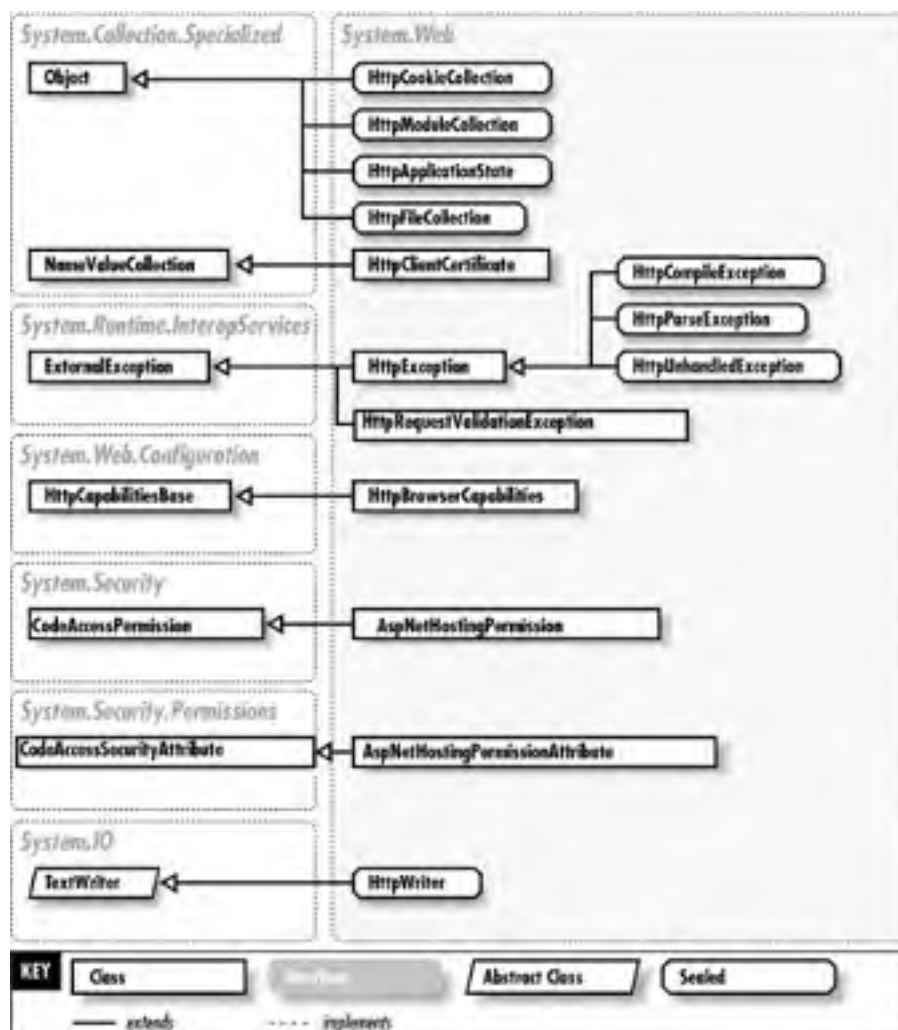 System.Collection.Specialized
System.Web
Object
HttpCookieCollection
HttpModuleCollection
HttpApplicationState
HttpFileCollection
NameValueCollection
HttpClientCertificate
HttpCompileException
System.Runtime.InteropServices
HttpParseException
ExternalException
HttpException
HttpUnhandledException
HttpRequestValidationException
System.Web.Configuration
HttpCapabilitiesBase
HttpBrowserCapabilities
System.Security
CodeAccessPermission
AspNetHostingPermission
System.Security.Permissions
CodeAccessSecurityAttribute
AspNetHostingPermissionAttribute
System.IO
TextWriter
HttpWriter
KEY
Class
Abstract Class
Sealed
extends
implements